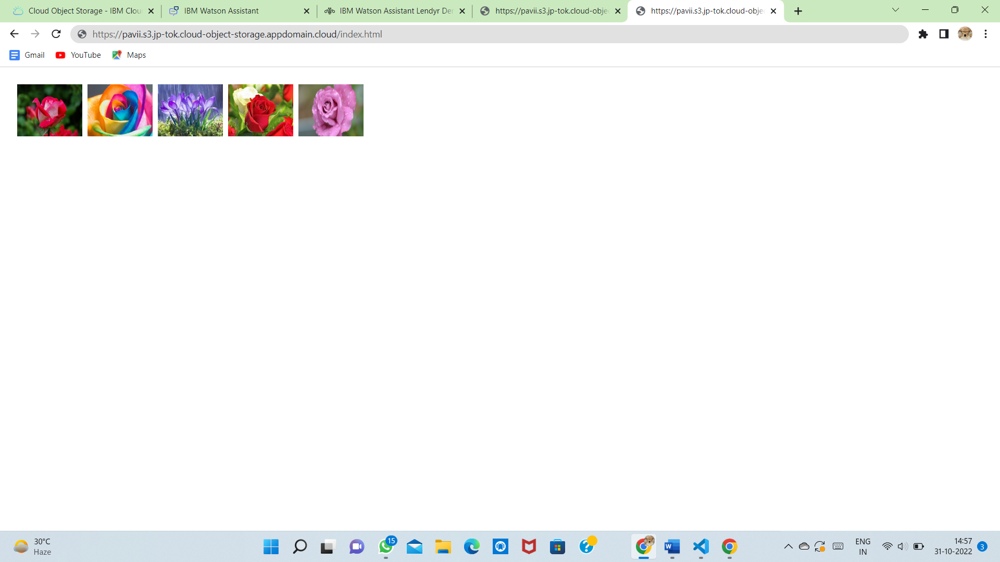 Cloud Object Storage - IBM Clou
IBM Watson Assistant
IBM Watson Assistant Lendyr Der
https://pavii.s3.jp-tok.cloud-obje
https://pavii.s3.jp-tok.cloud-obje
https://pavii.s3.jp-tok.cloud-object-storage.appdomain.cloud/index.html
Gmail
YouTube
Maps
30°C
Haze
15
ENG
IN
14:57
31-10-2022
3